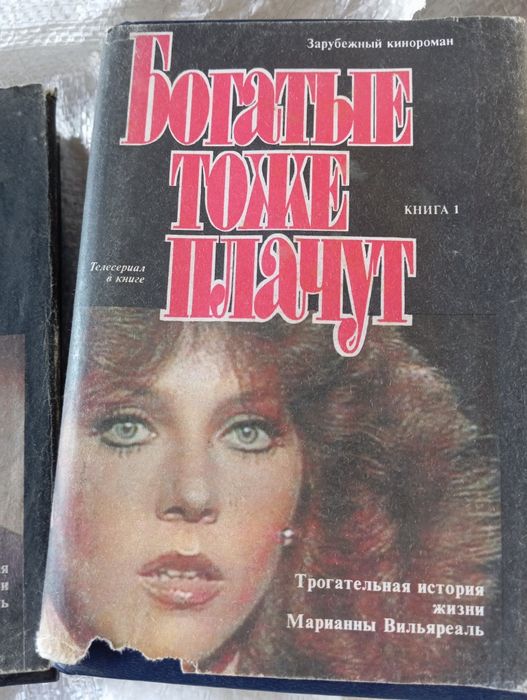 Зарубежный кинороман
БОГАТЫЕ
ТОЖЕ
ПЛАЧУТ
КНИГА 1
Телесериал
в книге
Трогательная история
жизни
Марианны Вильяреаль
я
и
ь